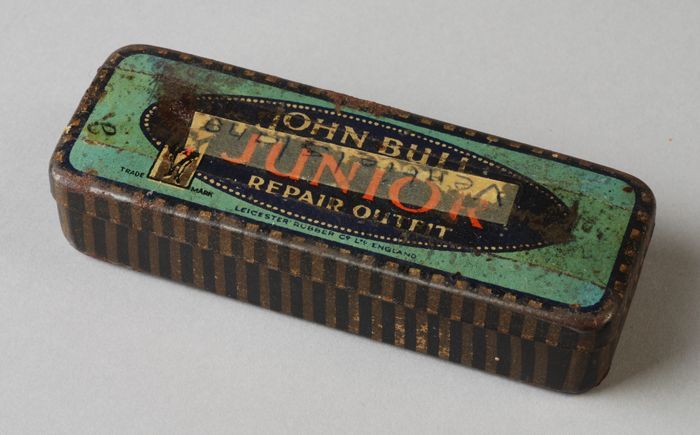 JOHN BULL
JUNIOR
REPAIR OUTFIT
TRADE MARK
LEICESTER RUBBER CO LTD ENGLAND